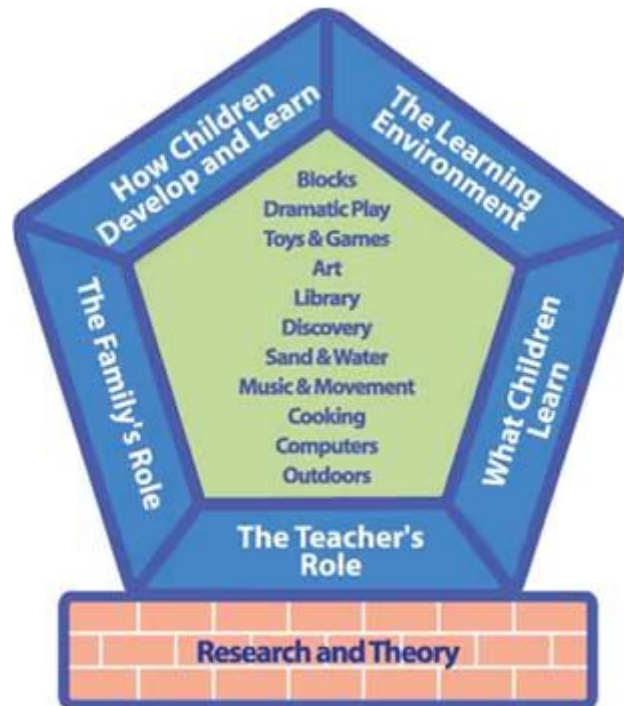 How Children
Develop and Learn
The Learning
Environment
Blocks
Dramatic Play
Toys & Games
Art
Library
Discovery
Sand & Water
Music & Movement
Cooking
Computers
Outdoors
The Family's Role
What Children
Learn
The Teacher's
Role
Research and Theory